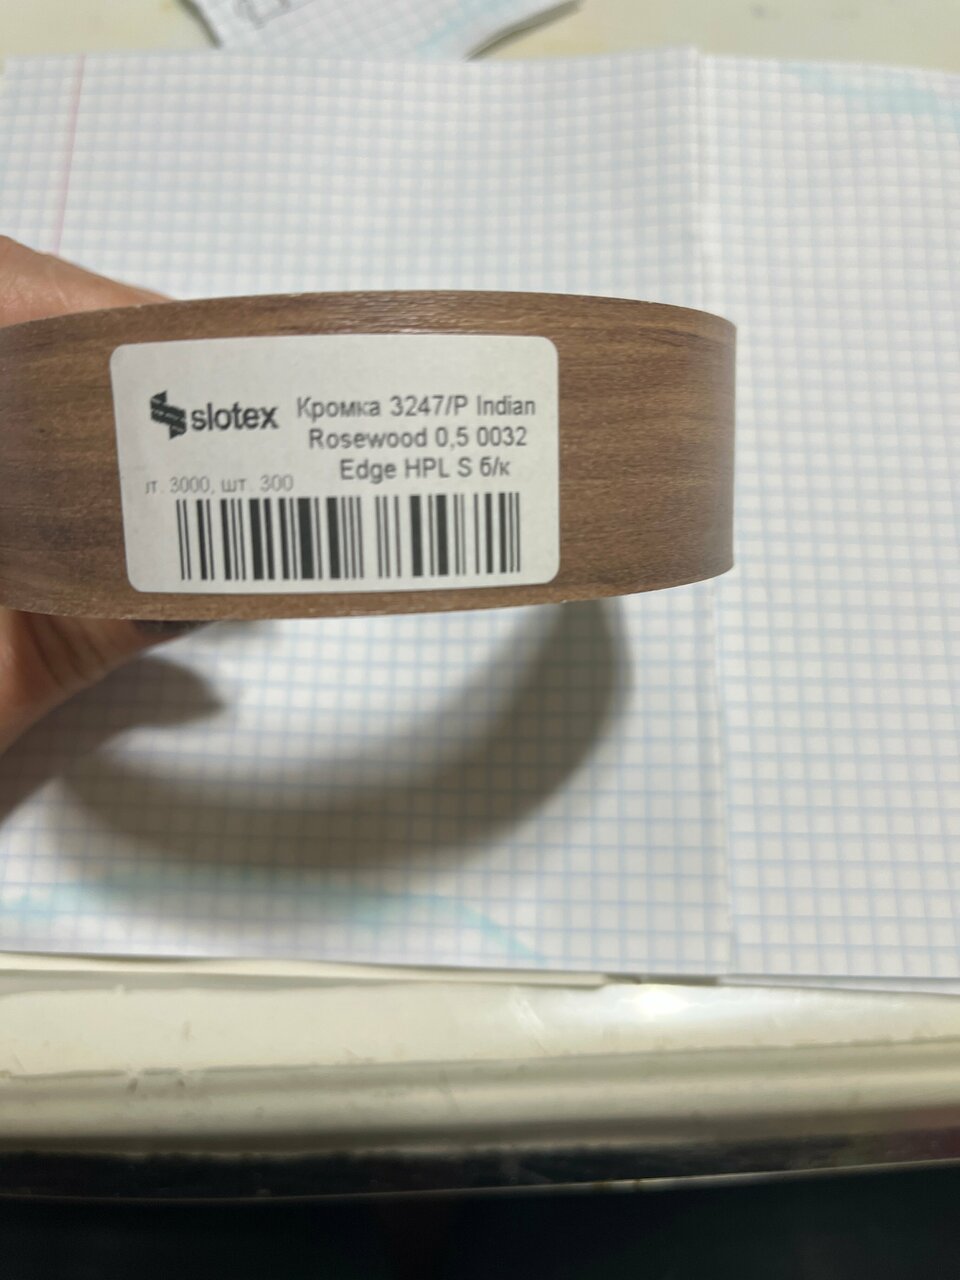 slotex
Кромка 3247/P Indian
Rosewood 0,5 0032
Edge HPL S б/к
3000, шт. 300